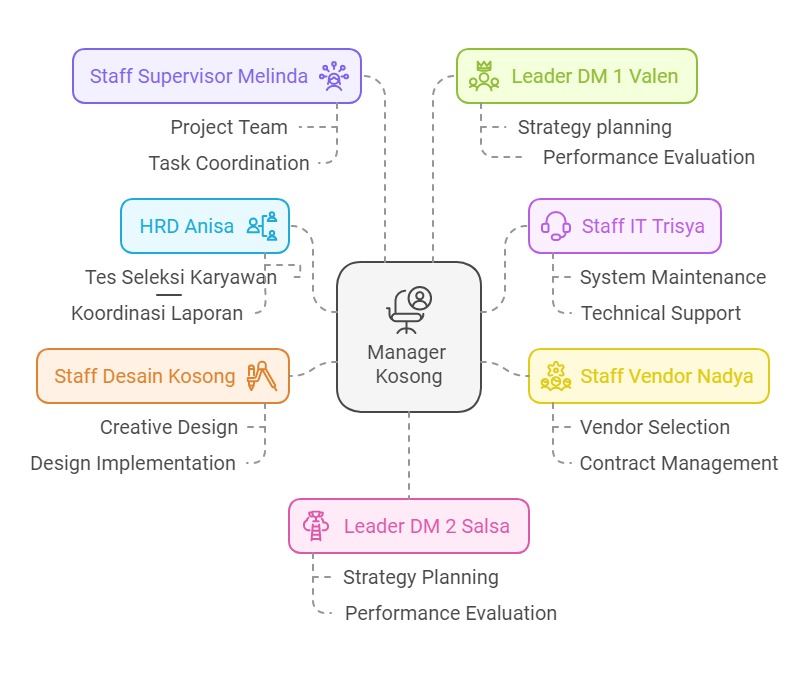 Staff Supervisor Melinda
Project Team
Task Coordination
Leader DM 1 Valen
Strategy planning
Performance Evaluation
HRD Anisa
Tes Seleksi Karyawan
Koordinasi Laporan
Staff IT Trisya
System Maintenance
Technical Support
Manager
Kosong
Staff Desain Kosong
Creative Design
Design Implementation
Staff Vendor Nadya
Vendor Selection
Contract Management
Leader DM 2 Salsa
Strategy Planning
Performance Evaluation